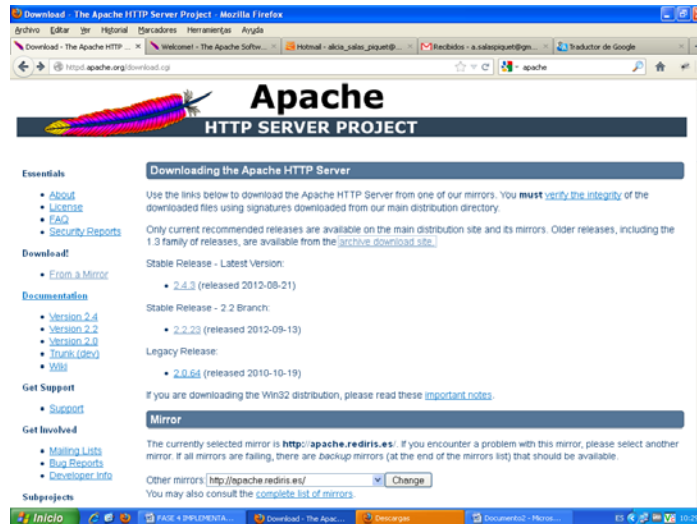 Download - The Apache HTTP Server Project - Mozilla Firefox
Archivo Editar Ver Historial Marcadores Herramientas Ayuda
Download - The Apache HTTP ... Welcome! - The Apache Softw... Hotmail - alicia_salas_piquet@... Recibidos - a.salaspiquet@gm... Traductor de Google
httpd.apache.org/download.cgi apache
Apache
HTTP SERVER PROJECT
Essentials
About
License
FAQ
Security Reports
Download!
From a Mirror
Documentation
Version 2.4
Version 2.2
Version 2.0
Trunk (dev)
Wiki
Get Support
Support
Get Involved
Mailing Lists
Bug Reports
Developer Info
Subprojects
Downloading the Apache HTTP Server
Use the links below to download the Apache HTTP Server from one of our mirrors. You must verify the integrity of the
downloaded files using signatures downloaded from our main distribution directory.
Only current recommended releases are available on the main distribution site and its mirrors. Older releases, including the
1.3 family of releases, are available from the archive download site.
Stable Release - Latest Version:
2.4.3 (released 2012-08-21)
Stable Release - 2.2 Branch:
2.2.23 (released 2012-09-13)
Legacy Release:
2.0.64 (released 2010-10-19)
If you are downloading the Win32 distribution, please read these important notes.
Mirror
The currently selected mirror is http://apache.rediris.es/. If you encounter a problem with this mirror, please select another
mirror. If all mirrors are failing, there are backup mirrors (at the end of the mirrors list) that should be available.
Other mirrors: http://apache.rediris.es/ Change
You may also consult the complete list of mirrors.
Inicio FASE 4 IMPLEMENTA... Download - The Apac... Descargas Documento2 - Micros... ES